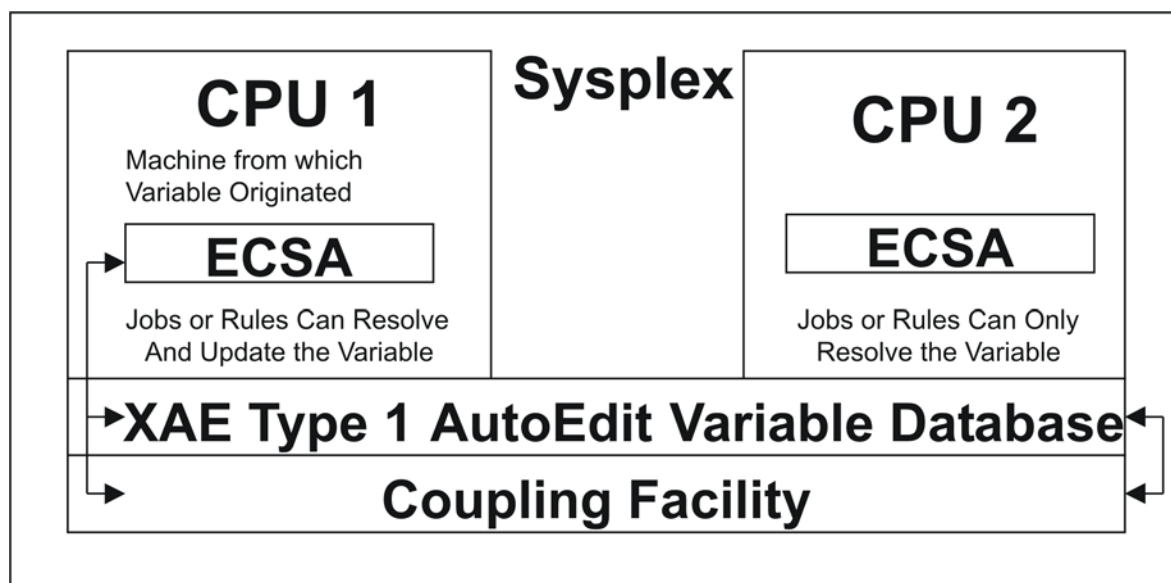 Sysplex
CPU 1
Machine from which
Variable Originated
ECSA
Jobs or Rules Can Resolve
And Update the Variable
CPU 2
ECSA
Jobs or Rules Can Only
Resolve the Variable
XAE Type 1 AutoEdit Variable Database
Coupling Facility